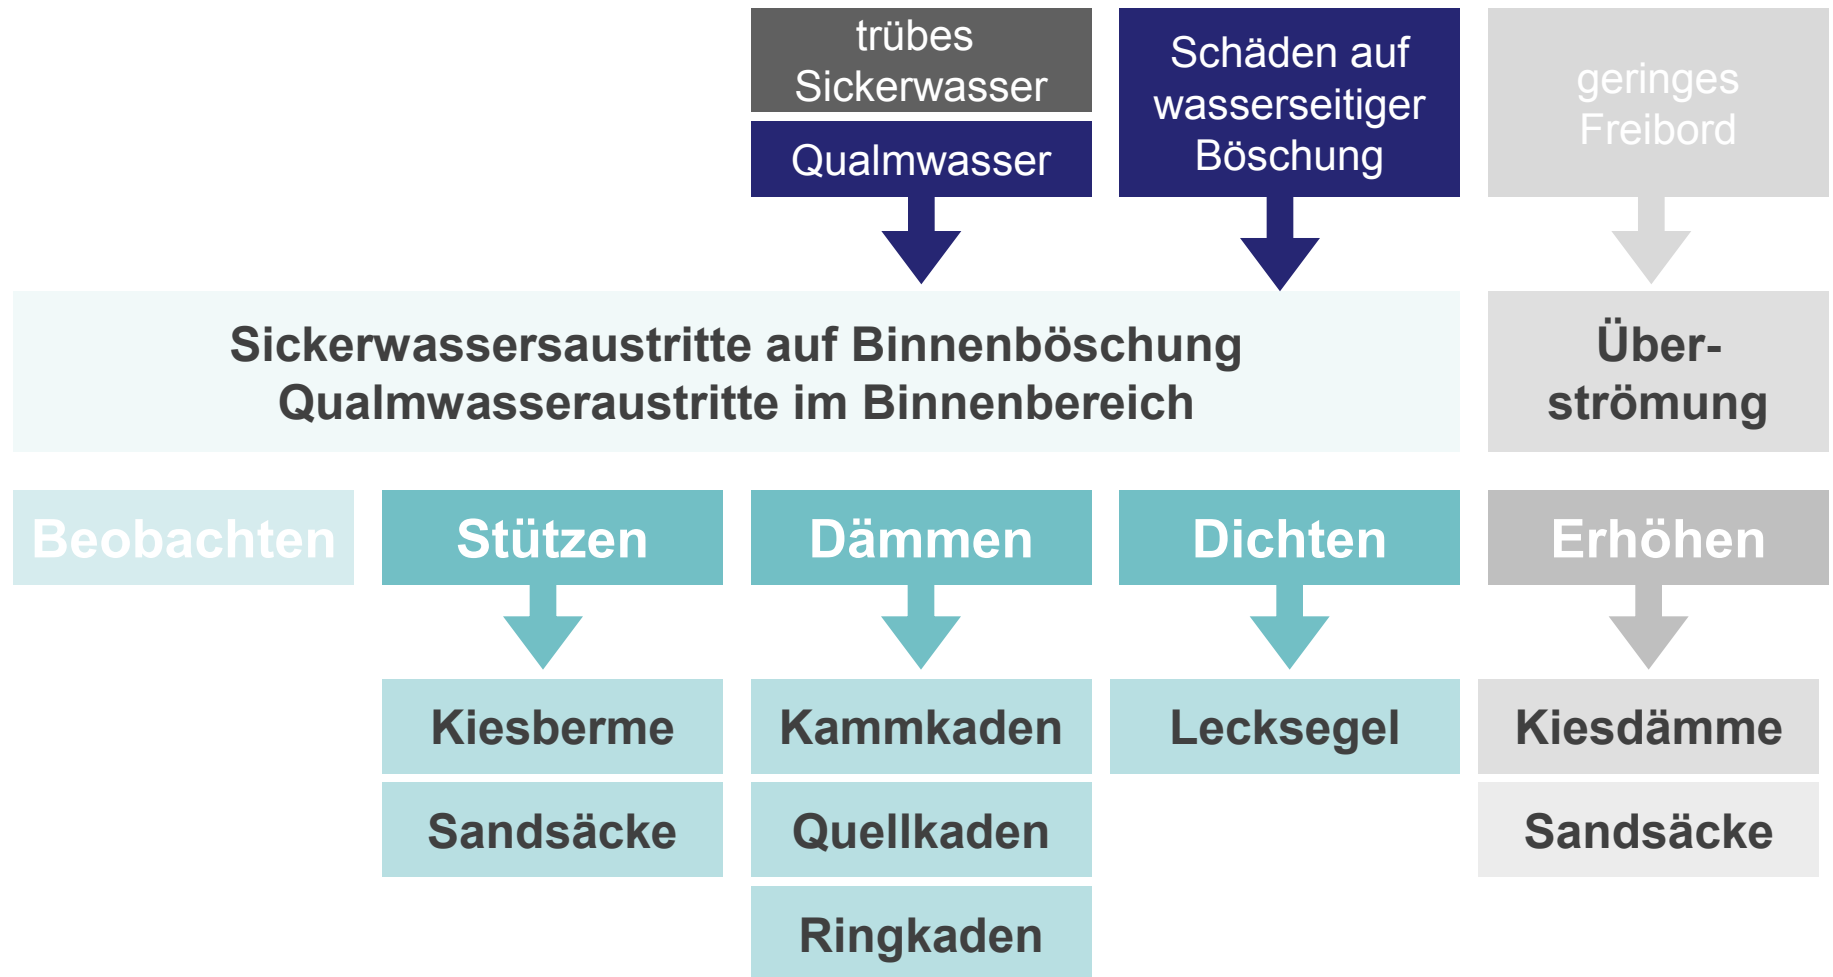 trübes
Sickerwasser
Qualmwasser
Schäden auf
wasserseitiger
Böschung
geringes
Freibord
Sickerwassersaustritte auf Binnenböschung
Qualmwasseraustritte im Binnenbereich
Über-
strömung
Beobachten
Stützen
Dämmen
Dichten
Erhöhen
Kiesberme
Kammkaden
Lecksegel
Kiesdämme
Sandsäcke
Quellkaden
Sandsäcke
Ringkaden